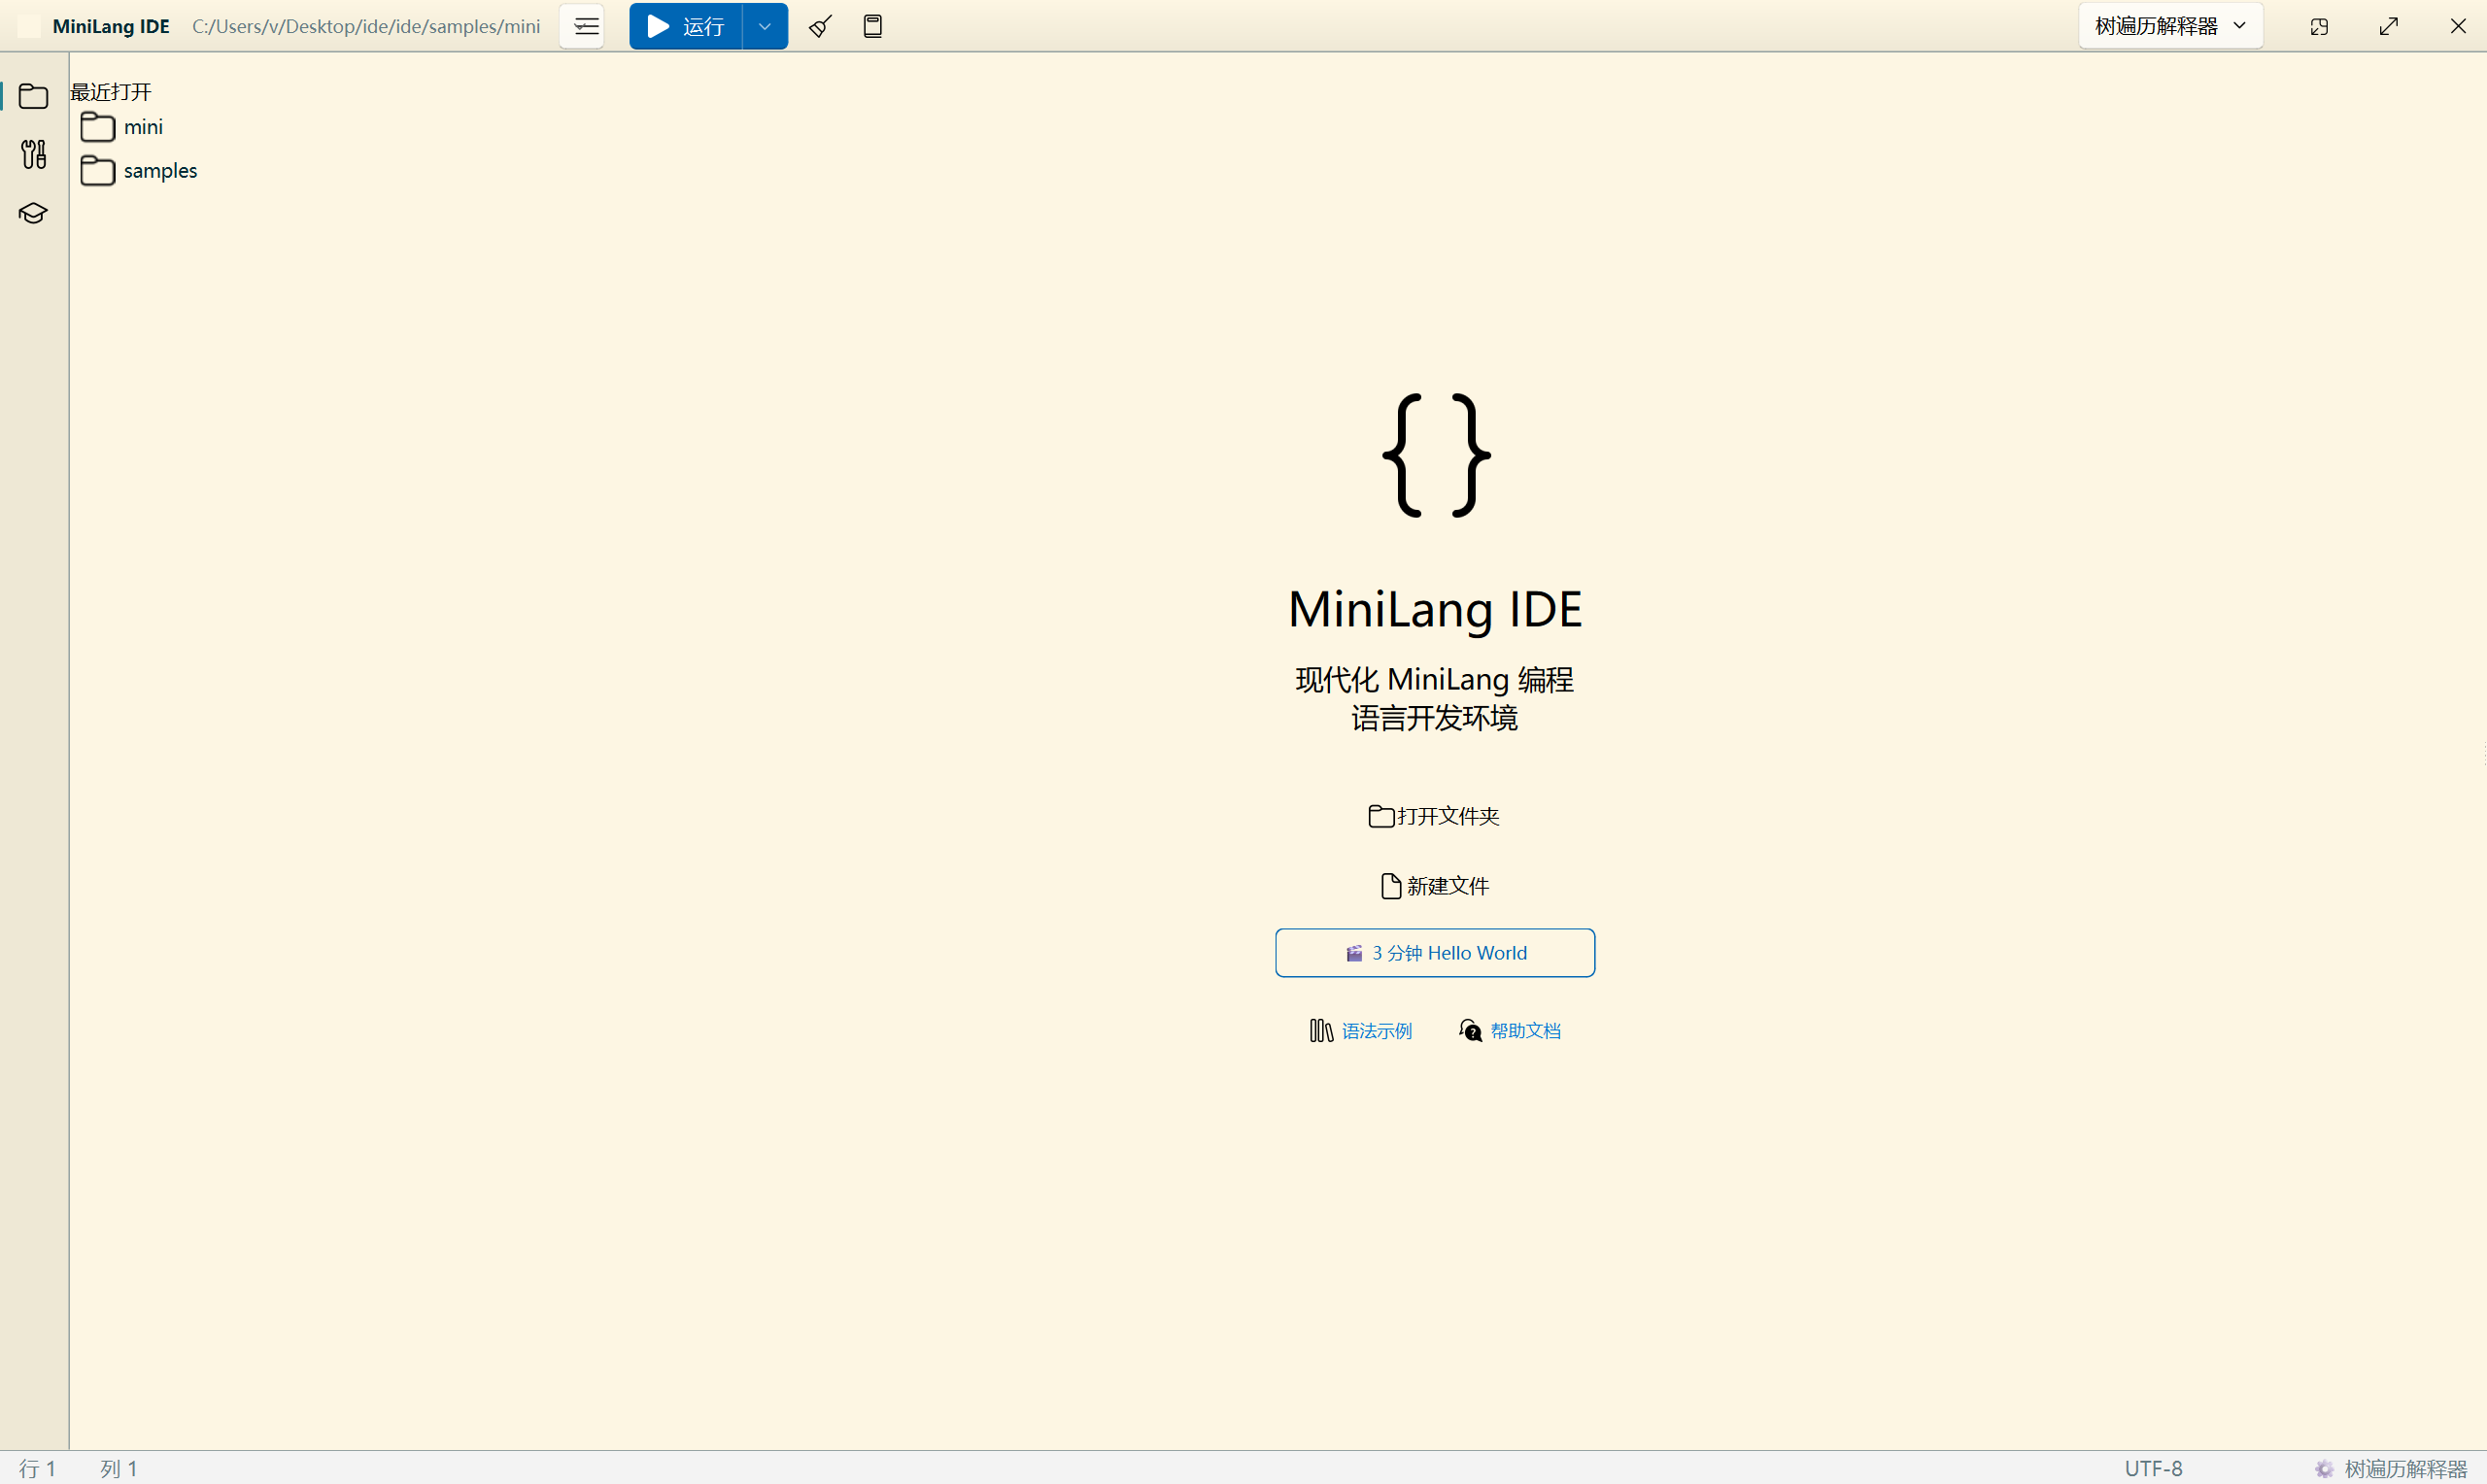 MiniLang IDE C:/Users/v/Desktop/ide/ide/samples/mini 运行 树遍历解释器
最近打开
mini
samples
{ }
MiniLang IDE
现代化 MiniLang 编程
语言开发环境
打开文件夹
新建文件
3 分钟 Hello World
语法示例 帮助文档
行 1 列 1 UTF-8 树遍历解释器